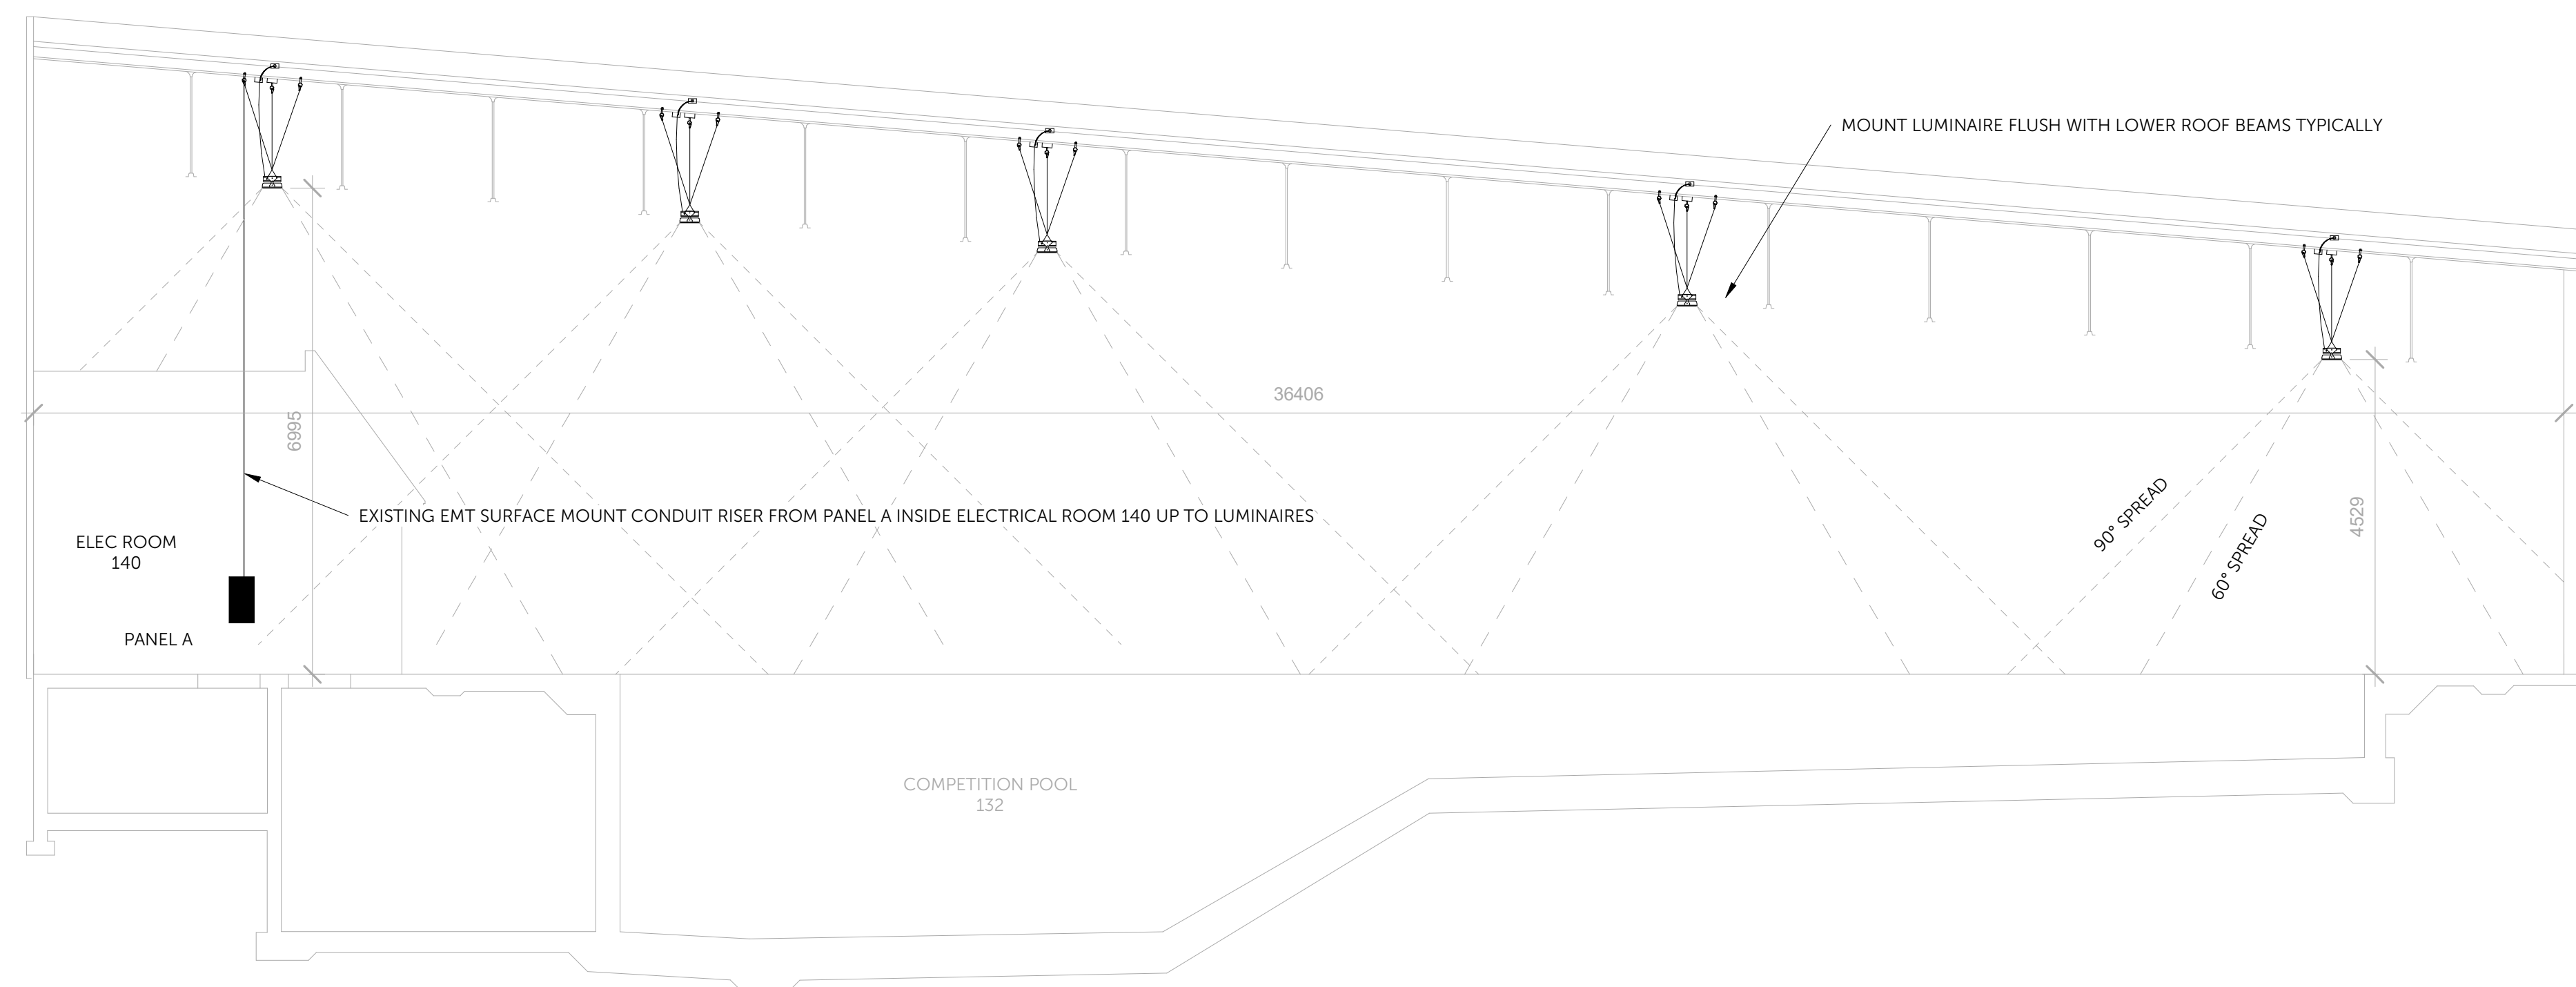 MOUNT LUMINAIRE FLUSH WITH LOWER ROOF BEAMS TYPICALLY
36406
6995
EXISTING EMT SURFACE MOUNT CONDUIT RISER FROM PANEL A INSIDE ELECTRICAL ROOM 140 UP TO LUMINAIRES
90° SPREAD
60° SPREAD
4529
ELEC ROOM
140
PANEL A
COMPETITION POOL
132